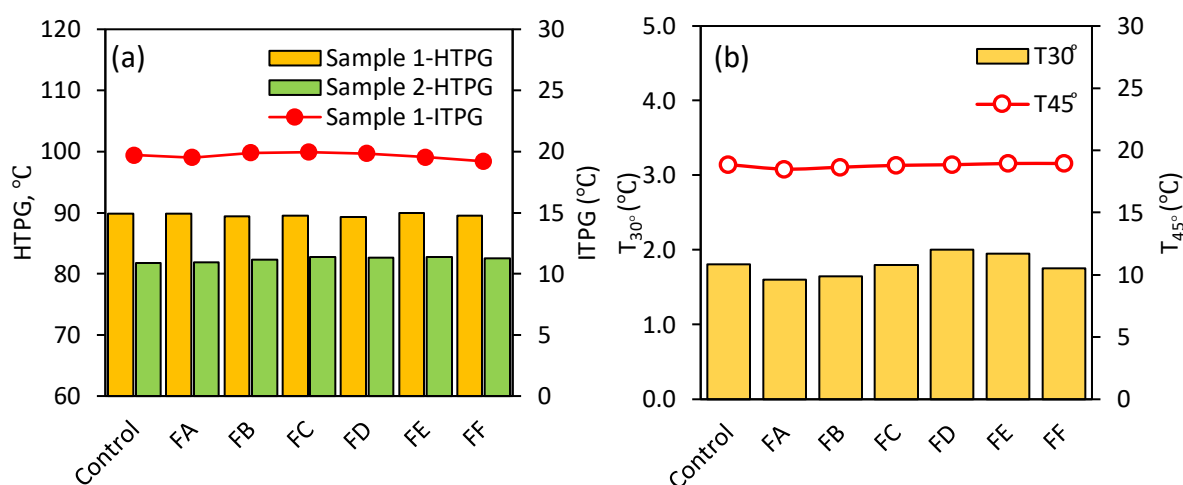 (a)
Sample 1-HTPG
Sample 2-HTPG
Sample 1-ITPG
HTPG, °C
120
110
100
90
80
70
60
ITPG (°C)
30
25
20
15
10
5
0
Control
FA
FB
FC
FD
FE
FF
(b)
T30°
T45°
T30° (°C)
5.0
4.0
3.0
2.0
1.0
0.0
T45° (°C)
30
25
20
15
10
5
0
Control
FA
FB
FC
FD
FE
FF